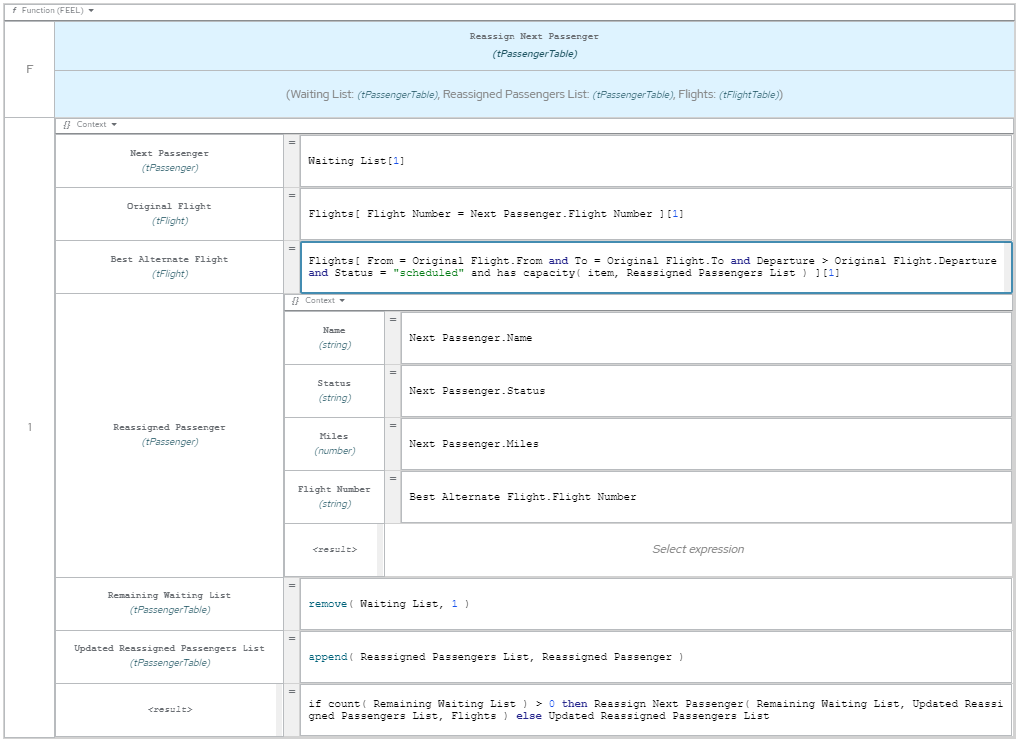 f Function (FEEL)
F
Reassign Next Passenger
(tPassengerTable)
(Waiting List: (tPassengerTable), Reassigned Passengers List: (tPassengerTable), Flights: (tFlightTable))
1
{} Context
Next Passenger
(tPassenger)
=
Waiting List[1]
Original Flight
(tFlight)
=
Flights[ Flight Number = Next Passenger.Flight Number ][1]
Best Alternate Flight
(tFlight)
=
Flights[ From = Original Flight.From and To = Original Flight.To and Departure > Original Flight.Departure
and Status = "scheduled" and has capacity( item, Reassigned Passengers List ) ][1]
Reassigned Passenger
(tPassenger)
{} Context
Name
(string)
=
Next Passenger.Name
Status
(string)
=
Next Passenger.Status
Miles
(number)
=
Next Passenger.Miles
Flight Number
(string)
=
Best Alternate Flight.Flight Number
<result>
Select expression
Remaining Waiting List
(tPassengerTable)
=
remove( Waiting List, 1 )
Updated Reassigned Passengers List
(tPassengerTable)
=
append( Reassigned Passengers List, Reassigned Passenger )
<result>
=
if count( Remaining Waiting List ) > 0 then Reassign Next Passenger( Remaining Waiting List, Updated Reassi
gned Passengers List, Flights ) else Updated Reassigned Passengers List